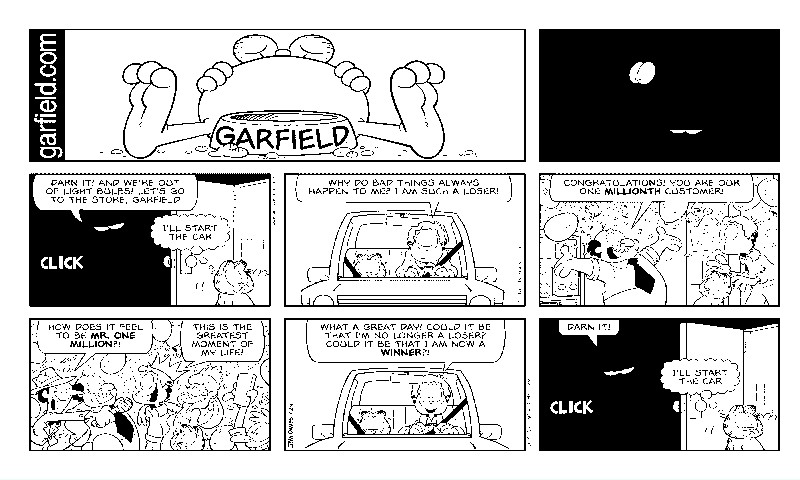 garfield.com
GARFIELD
DARN IT! AND WE'RE OUT
OF LIGHT BULBS! LET'S GO
TO THE STORE, GARFIELD
I'LL START
THE CAR
CLICK
WHY DO BAD THINGS ALWAYS
HAPPEN TO ME? I AM SUCH A LOSER!
CONGRATULATIONS! YOU ARE OUR
ONE MILLIONTH CUSTOMER!
HOW DOES IT FEEL
TO BE MR. ONE
MILLION?!
THIS IS THE
GREATEST
MOMENT OF
MY LIFE!
WHAT A GREAT DAY! COULD IT BE
THAT I'M NO LONGER A LOSER?
COULD IT BE THAT I AM NOW A
WINNER?!
DARN IT!
I'LL START
THE CAR
CLICK